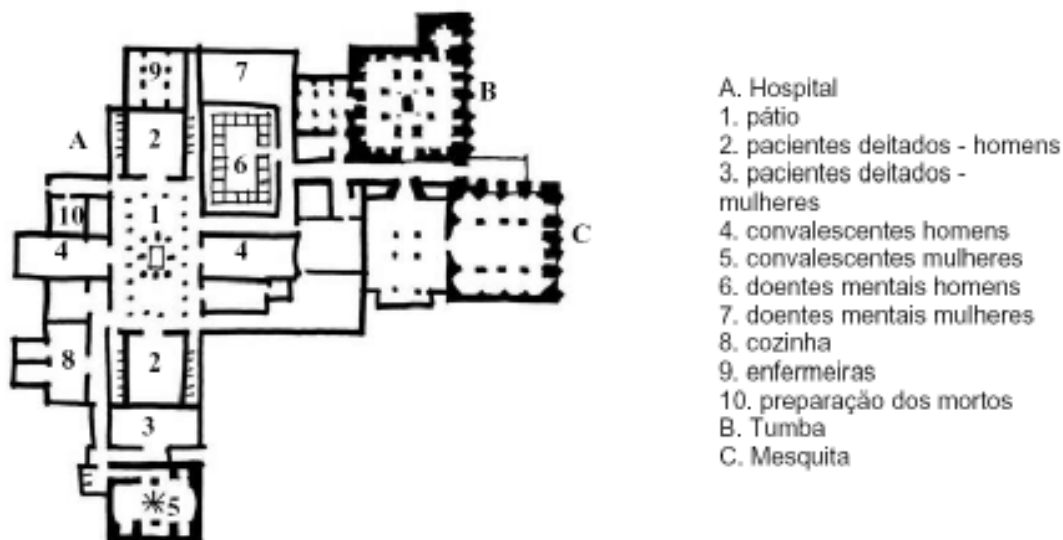 9
7
B
A
2
6
10
1
C
4
4
8
2
3
5
A. Hospital
1. pátio
2. pacientes deitados - homens
3. pacientes deitados -
mulheres
4. convalescentes homens
5. convalescentes mulheres
6. doentes mentais homens
7. doentes mentais mulheres
8. cozinha
9. enfermeiras
10. preparação dos mortos
B. Tumba
C. Mesquita